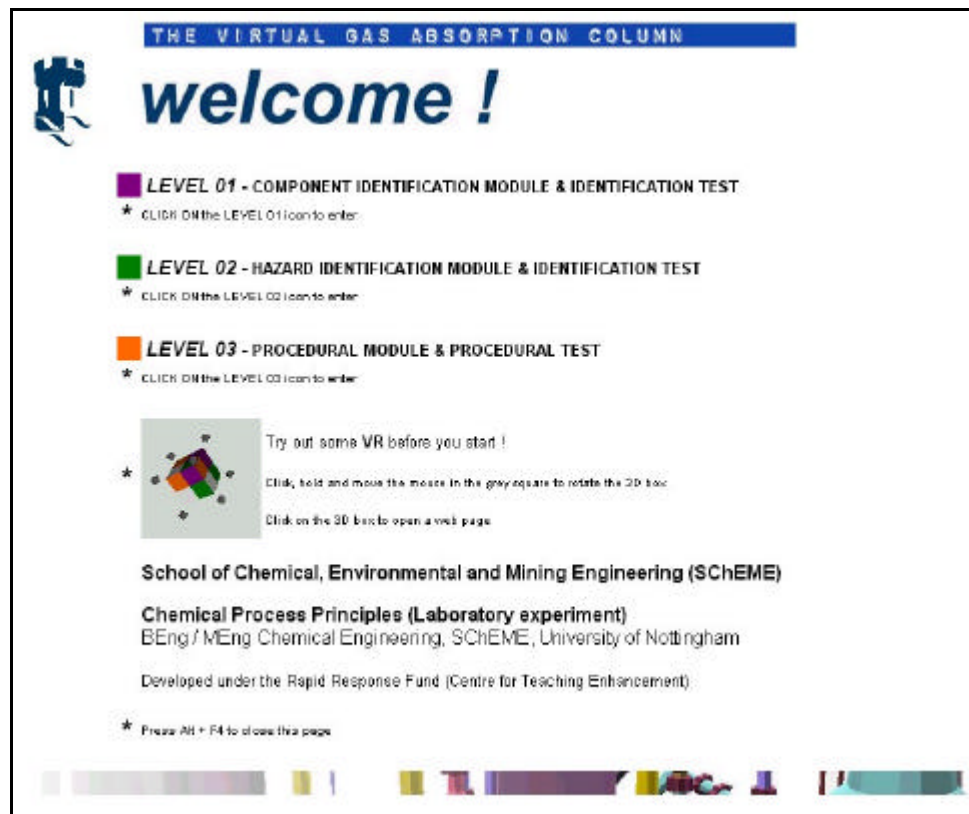 THE VIRTUAL GAS ABSORPTION COLUMN
welcome !
LEVEL 01 - COMPONENT IDENTIFICATION MODULE & IDENTIFICATION TEST
* CLICK ON the LEVEL 01 icon to enter
LEVEL 02 - HAZARD IDENTIFICATION MODULE & IDENTIFICATION TEST
* CLICK ON the LEVEL 02 icon to enter
LEVEL 03 - PROCEDURAL MODULE & PROCEDURAL TEST
* CLICK ON the LEVEL 03 icon to enter
Try out some VR before you start !
* Click, hold and move the mouse in the grey square to rotate the 3D box
Click on the 3D box to open a web page
School of Chemical, Environmental and Mining Engineering (SChEME)
Chemical Process Principles (Laboratory experiment)
BEng / MEng Chemical Engineering, SChEME, University of Nottingham
Developed under the Rapid Response Fund (Centre for Teaching Enhancement)
* Press Alt + F4 to close this page